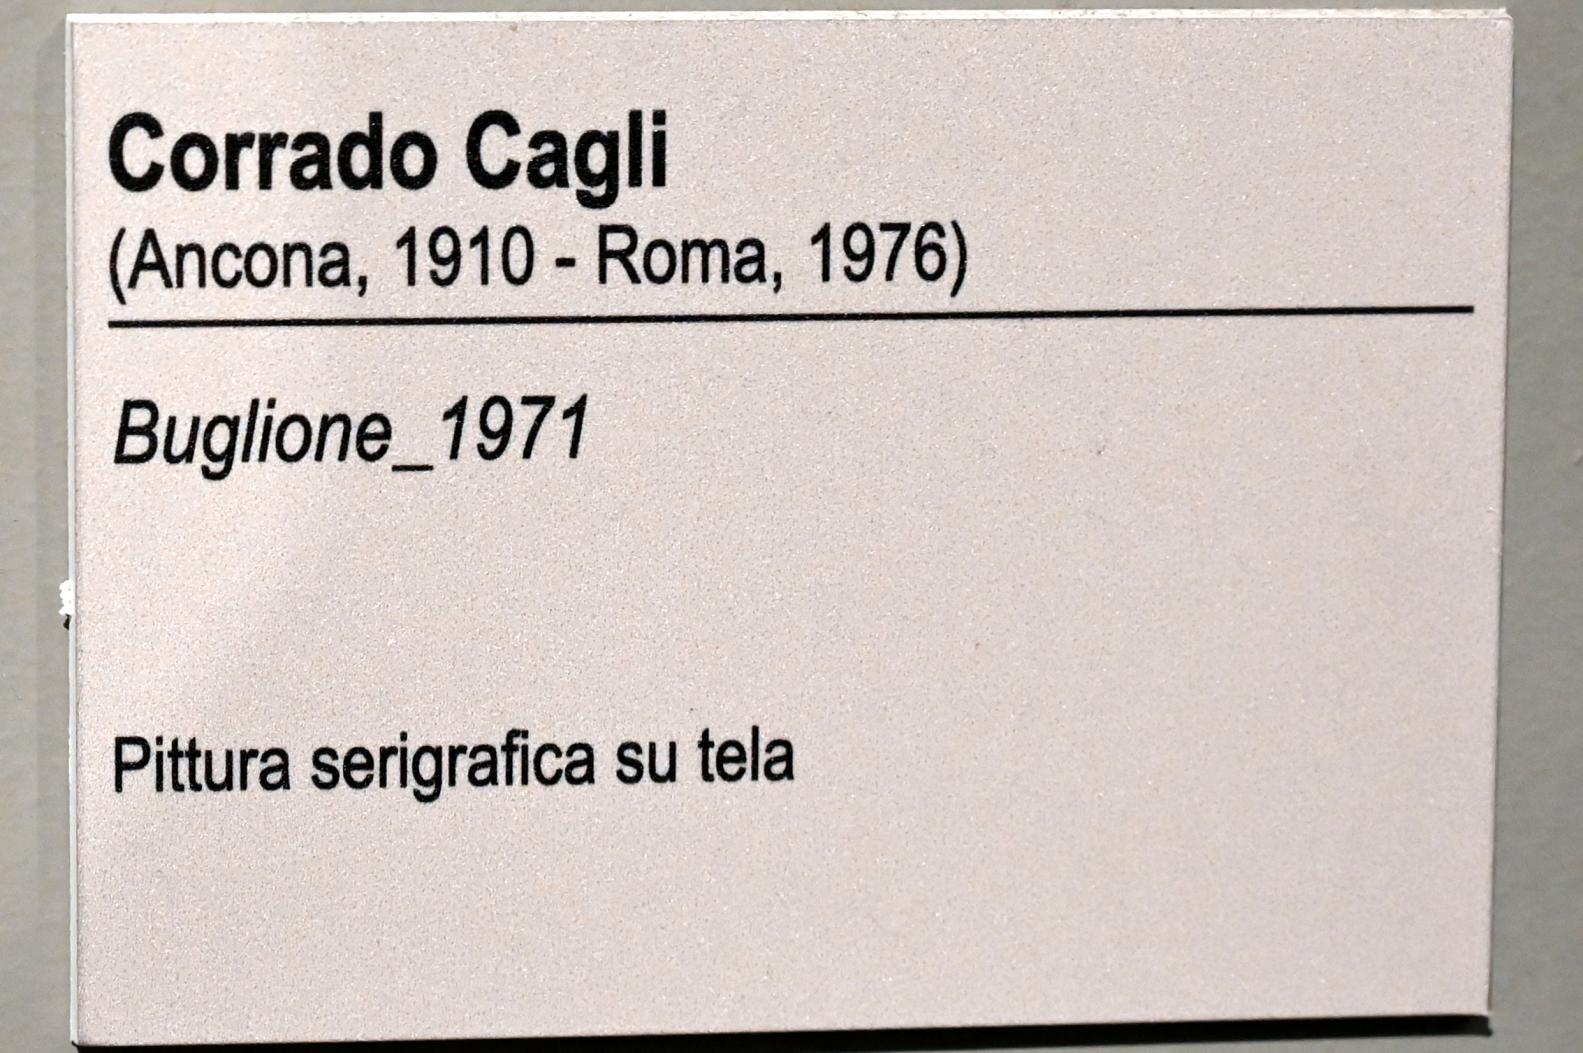 Corrado Cagli
(Ancona, 1910 - Roma, 1976)
Buglione_1971
Pittura serigrafica su tela